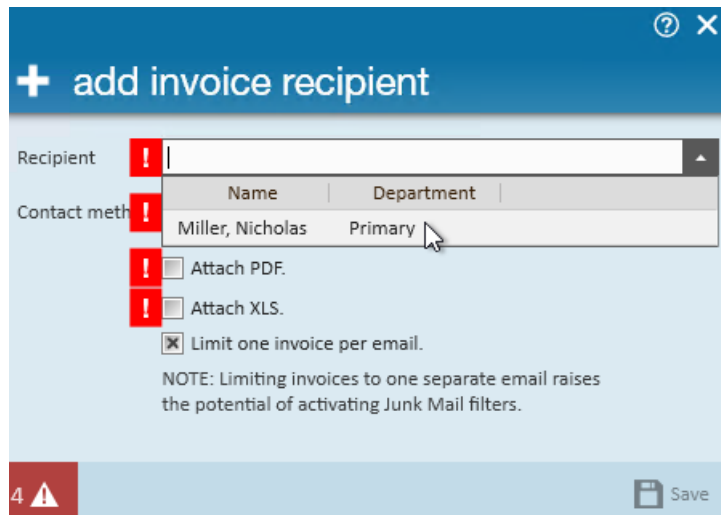 add invoice recipient
Recipient !
Name Department
Contact meth !
Miller, Nicholas Primary
! Attach PDF.
! Attach XLS.
Limit one invoice per email.
NOTE: Limiting invoices to one separate email raises
the potential of activating Junk Mail filters.
4 Save